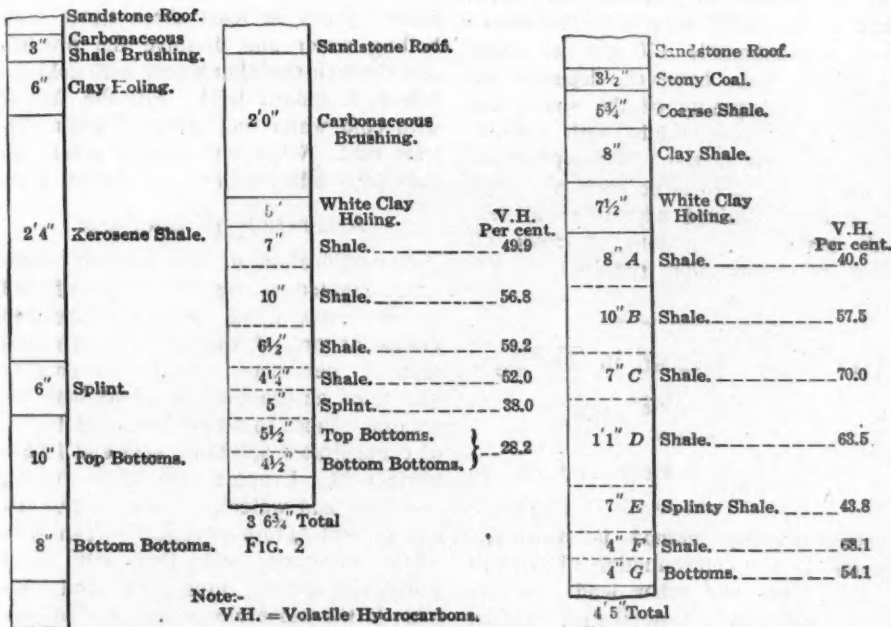 Sandstone Roof.
3" Carbonaceous
Shale Brushing.
6" Clay Holing.
2'4" Kerosene Shale.
6" Splint.
10" Top Bottoms.
8" Bottom Bottoms.
Sandstone Roof.
2'0" Carbonaceous
Brushing.
White Clay
Holing.
V.H.
Per cent.
7" Shale. 49.9
10" Shale. 56.8
6½" Shale. 59.2
4¼" Shale. 52.0
5 Splint. 38.0
5½" Top Bottoms.
28.2
4½" Bottom Bottoms.
3 6¾" Total
FIG. 2
Sandstone Roof.
3½" Stony Coal.
5¾" Coarse Shale.
8" Clay Shale.
7½" White Clay
Holing.
V.H.
Per cent.
8" A Shale. 40.6
10" B Shale. 57.5
7" C Shale. 70.0
11" D Shale. 63.5
7" E Splinty Shale. 43.8
4" F Shale. 68.1
4" G Bottoms. 54.1
4' 5" Total
Note:-
V.H. = Volatile Hydrocarbons.